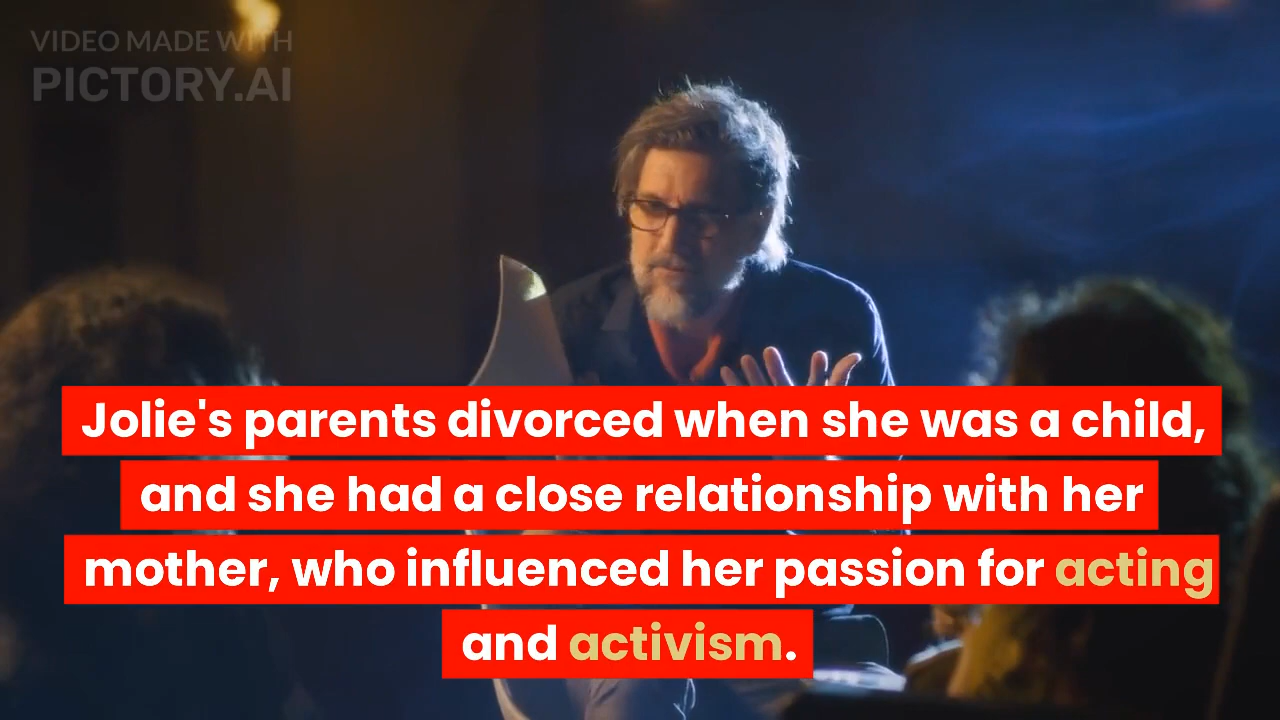 VIDEO MADE WITH
PICTORY.AI
Jolie's parents divorced when she was a child,
and she had a close relationship with her
mother, who influenced her passion for acting
and activism.